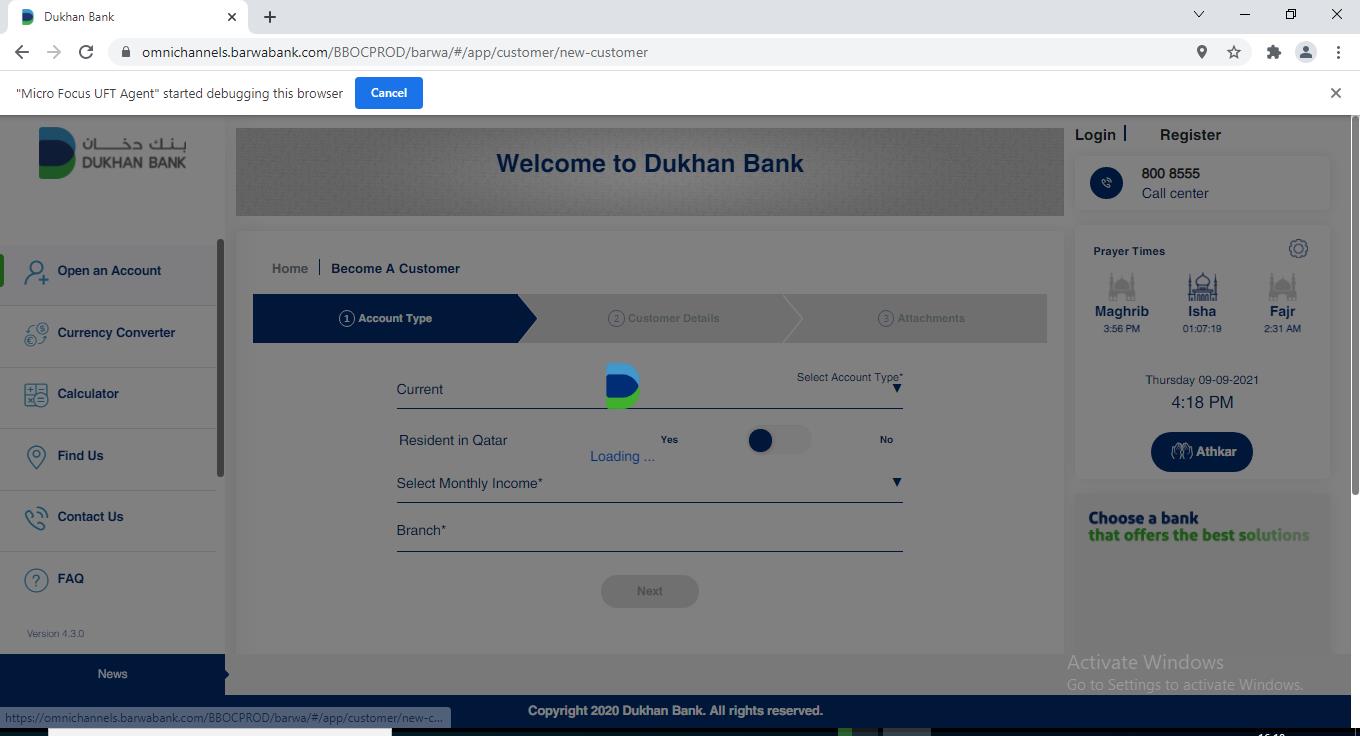 Dukhan Bank
omnichannels.barwabank.com/BBOCPROD/barwa/#/app/customer/new-customer
"Micro Focus UFT Agent" started debugging this browser
Cancel
بنك دخان
DUKHAN BANK
Welcome to Dukhan Bank
Login
Register
800 8555
Call center
Open an Account
Currency Converter
Calculator
Find Us
Contact Us
FAQ
Version 4.3.0
News
Home
Become A Customer
1 Account Type
2 Customer Details
3 Attachments
Select Account Type*
Current
Resident in Qatar
Yes
No
Loading ...
Select Monthly Income*
Branch*
Next
Prayer Times
Maghrib
Isha
Fajr
3:56 PM
01:07:19
2:31 AM
Thursday 09-09-2021
4:18 PM
Athkar
Choose a bank
that offers the best solutions
Activate Windows
Go to Settings to activate Windows.
https://omnichannels.barwabank.com/BBOCPROD/barwa/#/app/customer/new-c...
Copyright 2020 Dukhan Bank. All rights reserved.